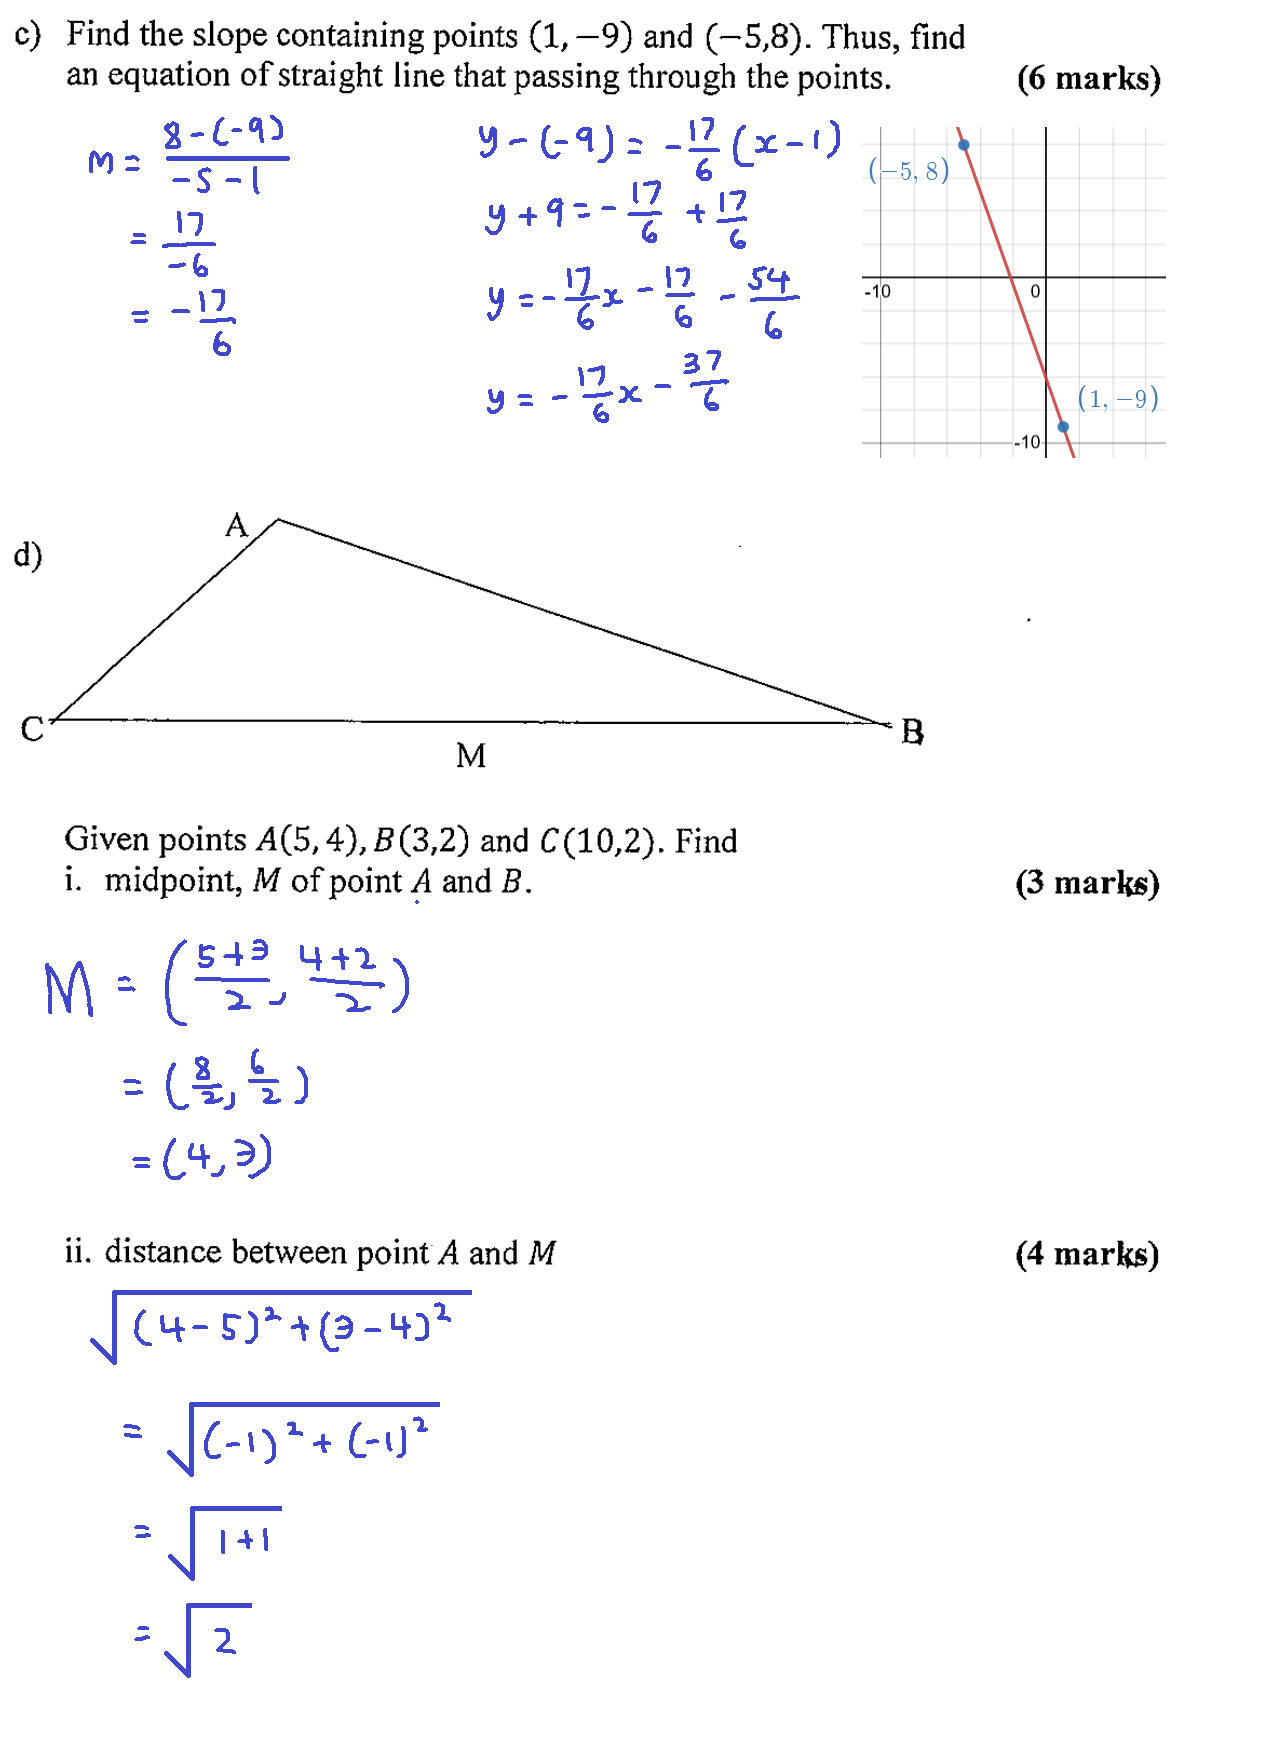 c) Find the slope containing points (1, −9) and (−5,8). Thus, find
an equation of straight line that passing through the points. (6 marks)
m = 8-(-9) / -5-1
= 17 / -6
= -17/6
y-(-9) = -17/6 (x-1)
y+9 = -17/6 + 17/6
y = -17/6 x - 17/6 - 54/6
y = -17/6 x - 37/6
(−5, 8)
-10
0
(1, −9)
-10
d)
A
C
B
M
Given points A(5, 4), B(3,2) and C(10,2). Find
i. midpoint, M of point A and B. (3 marks)
M = (5+3/2, 4+2/2)
= (8/2, 6/2)
= (4,3)
ii. distance between point A and M (4 marks)
√(4-5)²+(3-4)²
= √(-1)²+(-1)²
= √1+1
= √2